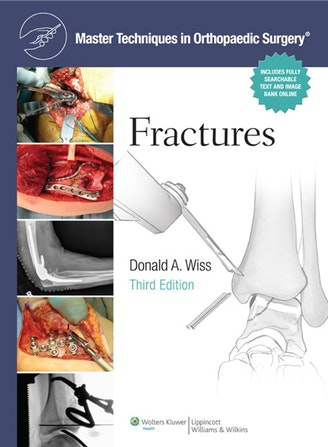 Master Techniques in Orthopaedic Surgery®
INCLUDES FULLY
SEARCHABLE
TEXT AND IMAGE
BANK ONLINE
Fractures
Donald A. Wiss
Third Edition
Wolters Kluwer
Health
Lippincott
Williams & Wilkins